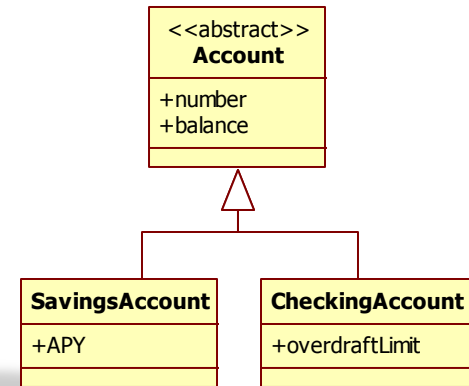 <<abstract>>
Account
+number
+balance
SavingsAccount
+APY
CheckingAccount
+overdraftLimit